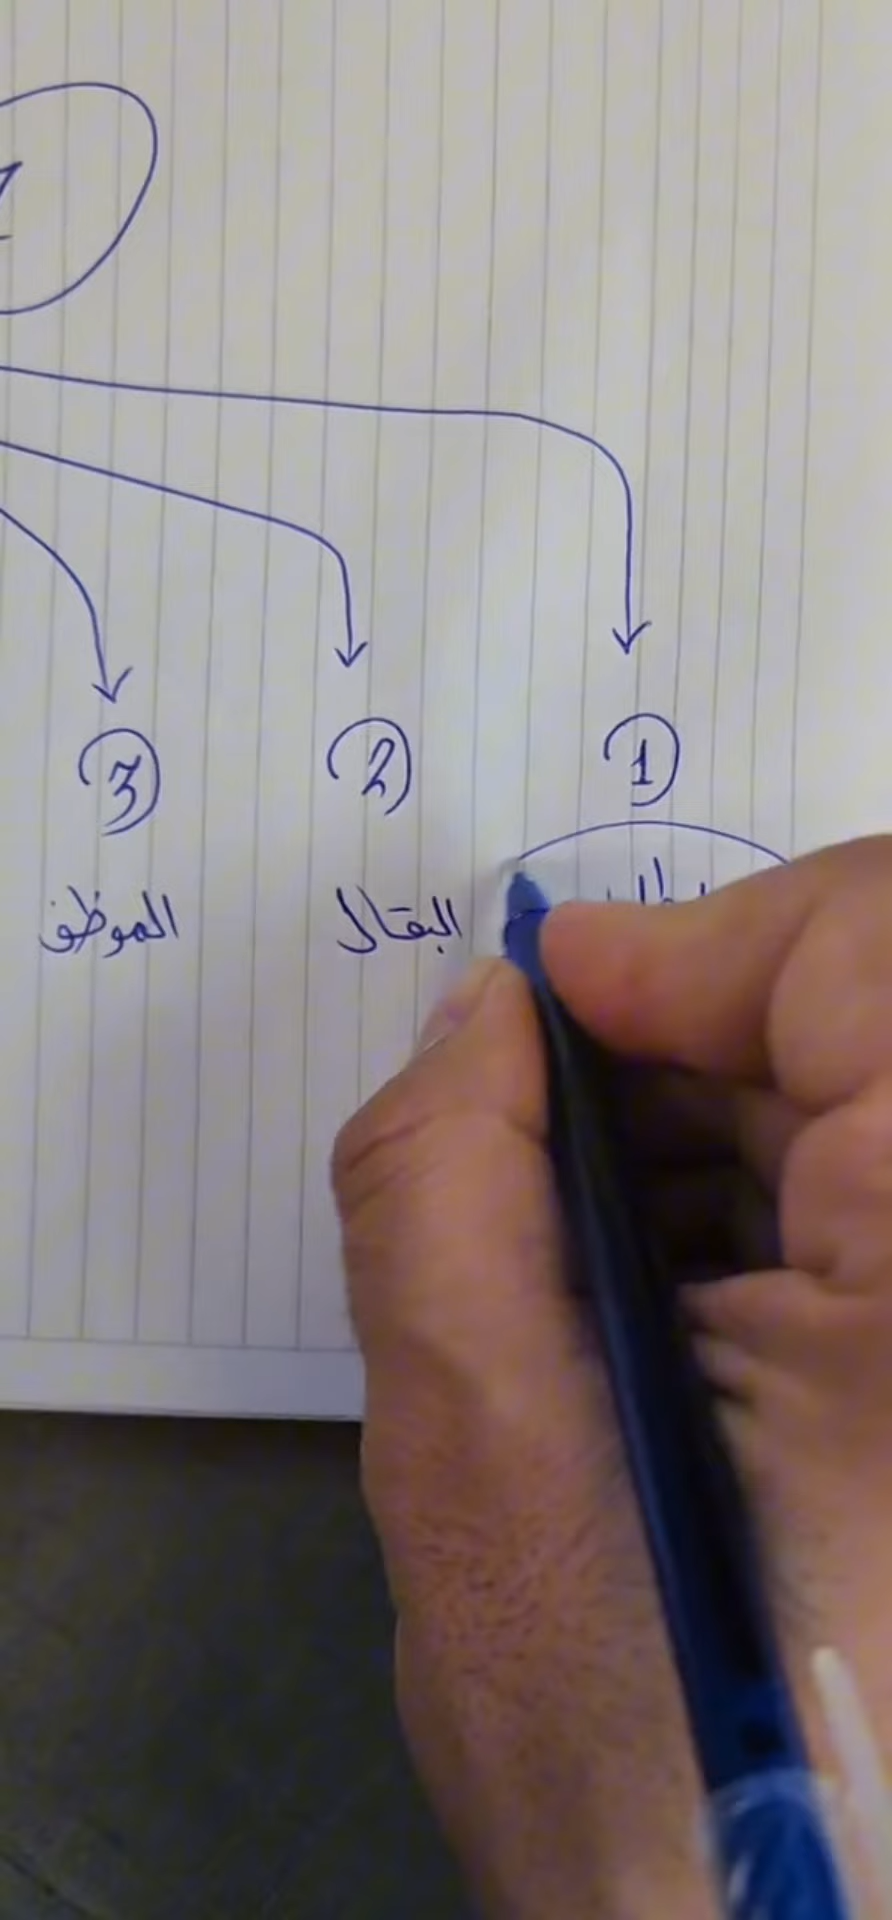 ① ② ③
البقال الموظف